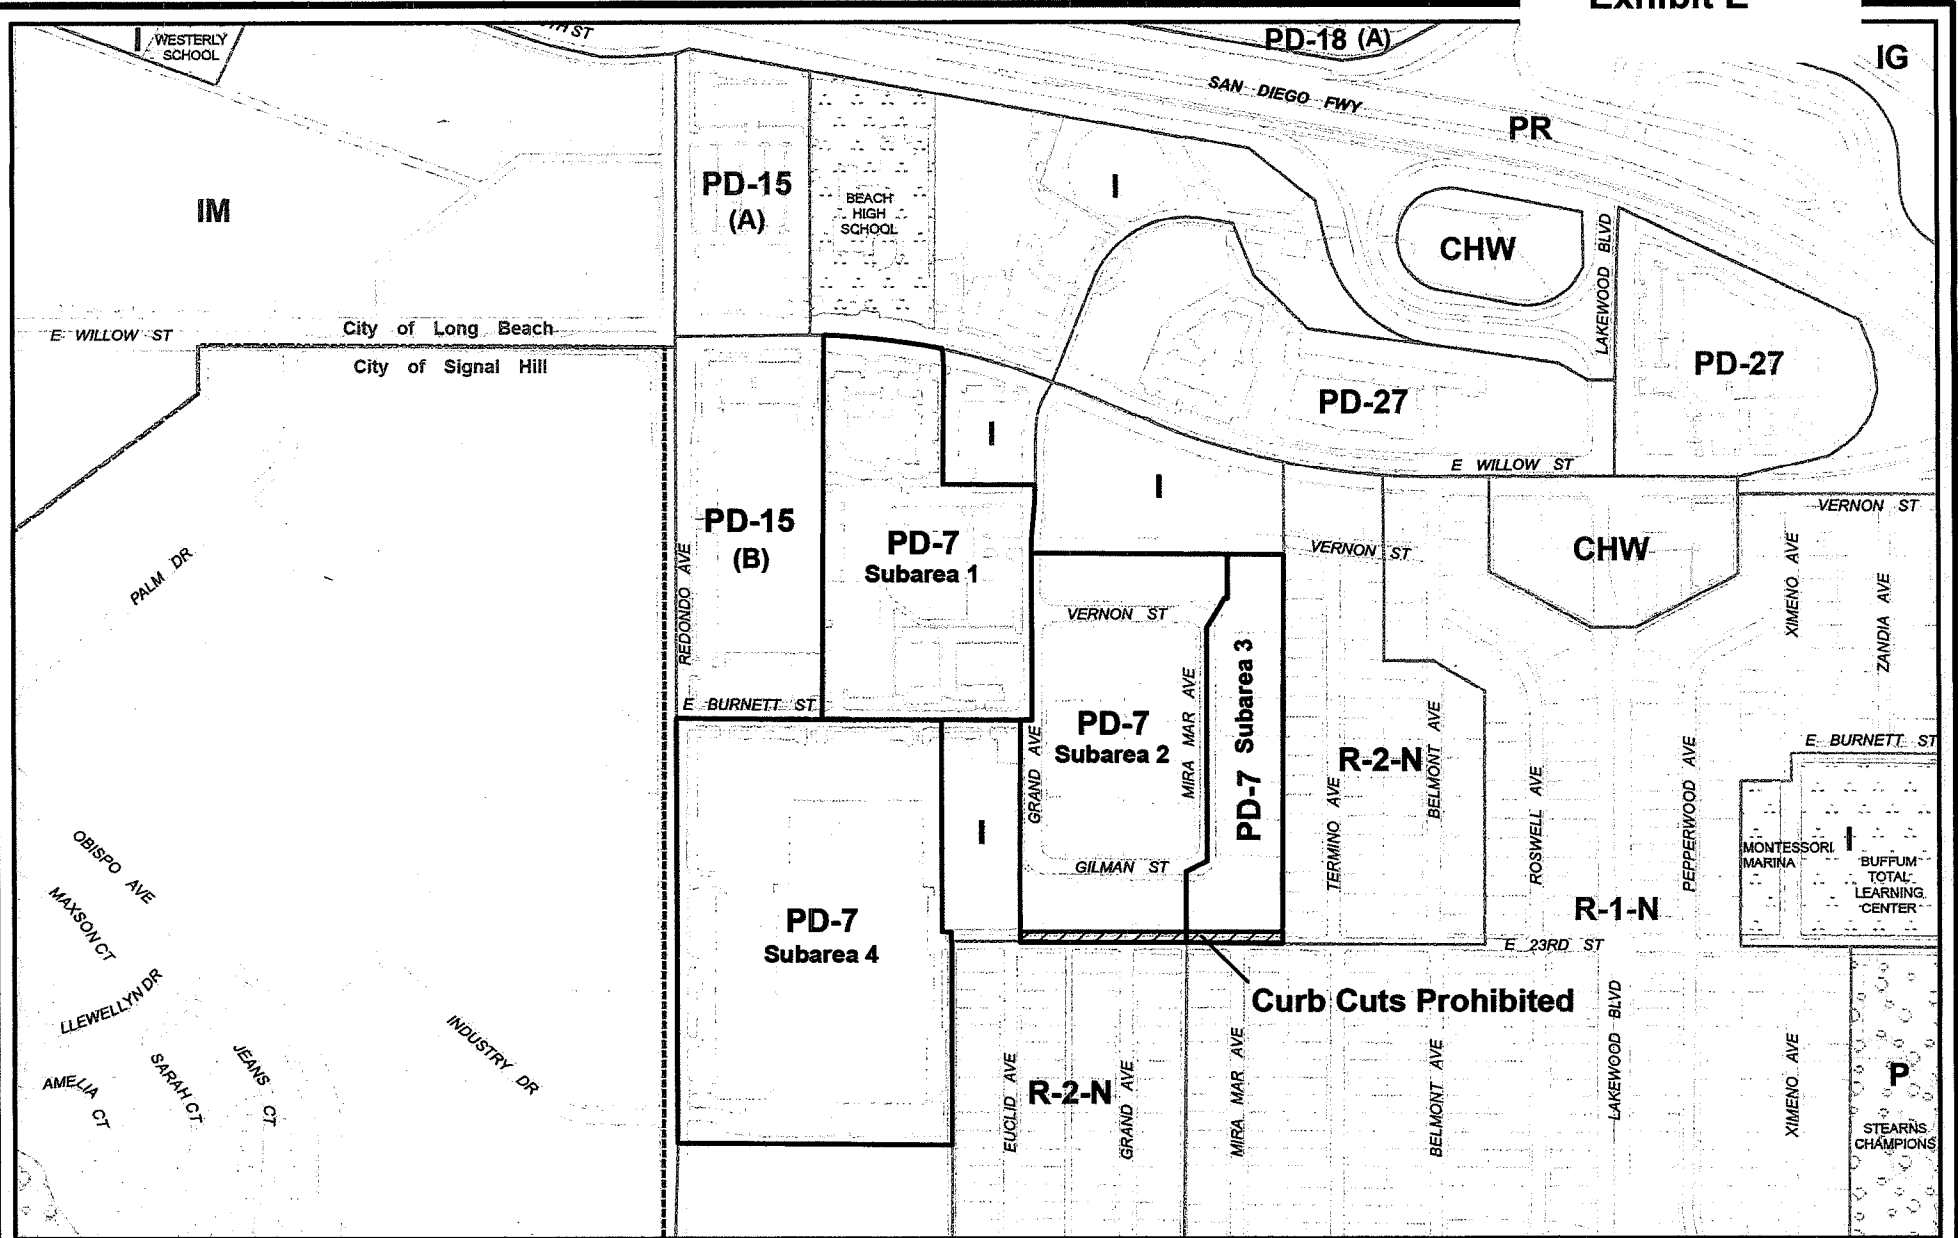 Exhibit E
I
WESTERLY
SCHOOL
TH ST
PD-18 (A)
IG
SAN DIEGO FWY
PR
IM
PD-15
(A)
BEACH
HIGH
SCHOOL
I
CHW
LAKEWOOD BLVD
E WILLOW ST
City of Long Beach
City of Signal Hill
PD-27
PD-27
I
E WILLOW ST
I
VERNON ST
PALM DR
REDONDO AVE
PD-15
(B)
PD-7
Subarea 1
VERNON ST
CHW
XIMENO AVE
ZANDIA AVE
VERNON ST
E BURNETT ST
GRAND AVE
PD-7
Subarea 2
MIRA MAR AVE
PD-7 Subarea 3
R-2-N
TERMINO AVE
BELMONT AVE
ROSWELL AVE
PEPPERWOOD AVE
E BURNETT ST
OBISPO AVE
MAXSON CT
I
GILMAN ST
MONTESSORI
MARINA
I
BUFFUM
TOTAL
LEARNING
CENTER
PD-7
Subarea 4
R-1-N
E 23RD ST
LLEWELLYN DR
Curb Cuts Prohibited
INDUSTRY DR
AMELIA CT
SARAH CT
JEANS CT
EUCLID AVE
R-2-N
GRAND AVE
MIRA MAR AVE
BELMONT AVE
LAKEWOOD BLVD
XIMENO AVE
P
STEARNS
CHAMPIONS